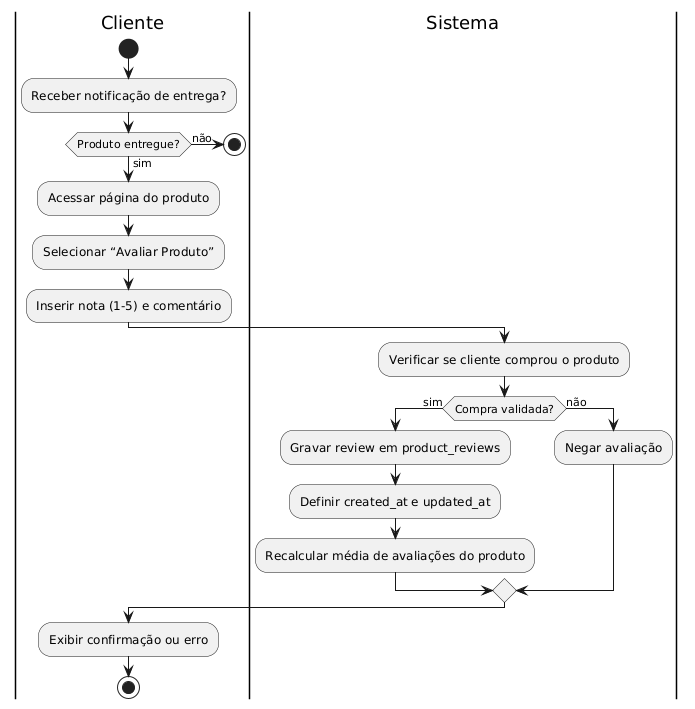 Cliente
Sistema
Receber notificação de entrega?
Produto entregue?
não
sim
Acessar página do produto
Selecionar “Avaliar Produto”
Inserir nota (1-5) e comentário
Verificar se cliente comprou o produto
sim
Compra validada?
não
Gravar review em product_reviews
Negar avaliação
Definir created_at e updated_at
Recalcular média de avaliações do produto
Exibir confirmação ou erro